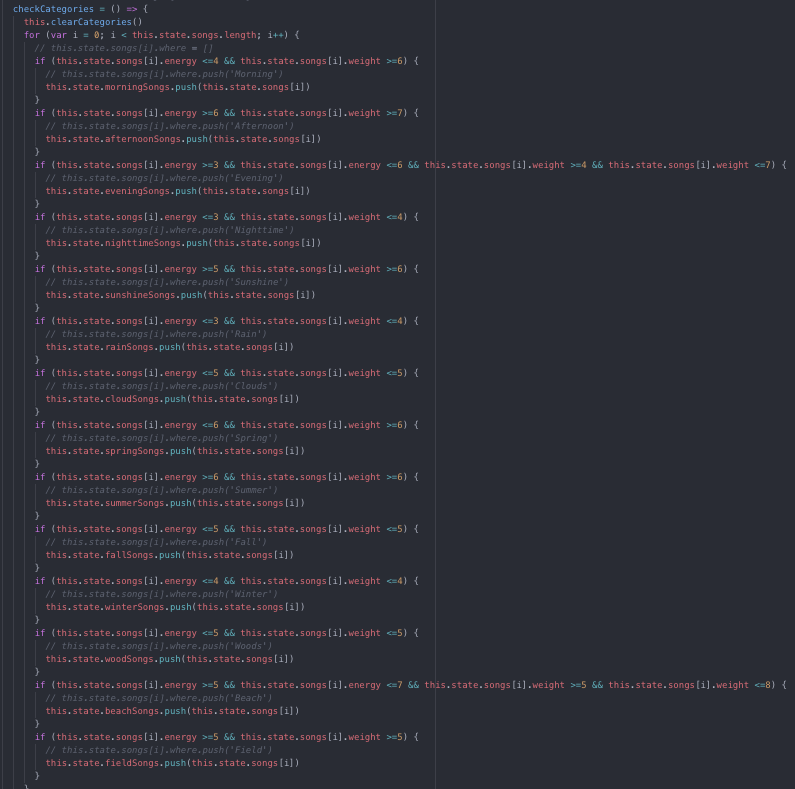 checkCategories = () => {
this.clearCategories()
for (var i = 0; i < this.state.songs.length; i++) {
// this.state.songs[i].where = []
if (this.state.songs[i].energy <=4 && this.state.songs[i].weight >=6) {
// this.state.songs[i].where.push('Morning')
this.state.morningSongs.push(this.state.songs[i])
}
if (this.state.songs[i].energy >=6 && this.state.songs[i].weight >=7) {
// this.state.songs[i].where.push('Afternoon')
this.state.afternoonSongs.push(this.state.songs[i])
}
if (this.state.songs[i].energy >=3 && this.state.songs[i].energy <=6 && this.state.songs[i].weight >=4 && this.state.songs[i].weight <=7) {
// this.state.songs[i].where.push('Evening')
this.state.eveningSongs.push(this.state.songs[i])
}
if (this.state.songs[i].energy <=3 && this.state.songs[i].weight <=4) {
// this.state.songs[i].where.push('Nighttime')
this.state.nighttimeSongs.push(this.state.songs[i])
}
if (this.state.songs[i].energy >=5 && this.state.songs[i].weight >=6) {
// this.state.songs[i].where.push('Sunshine')
this.state.sunshineSongs.push(this.state.songs[i])
}
if (this.state.songs[i].energy <=3 && this.state.songs[i].weight <=4) {
// this.state.songs[i].where.push('Rain')
this.state.rainSongs.push(this.state.songs[i])
}
if (this.state.songs[i].energy <=5 && this.state.songs[i].weight <=5) {
// this.state.songs[i].where.push('Clouds')
this.state.cloudSongs.push(this.state.songs[i])
}
if (this.state.songs[i].energy <=6 && this.state.songs[i].weight >=6) {
// this.state.songs[i].where.push('Spring')
this.state.springSongs.push(this.state.songs[i])
}
if (this.state.songs[i].energy >=6 && this.state.songs[i].weight >=6) {
// this.state.songs[i].where.push('Summer')
this.state.summerSongs.push(this.state.songs[i])
}
if (this.state.songs[i].energy <=5 && this.state.songs[i].weight <=5) {
// this.state.songs[i].where.push('Fall')
this.state.fallSongs.push(this.state.songs[i])
}
if (this.state.songs[i].energy <=4 && this.state.songs[i].weight <=4) {
// this.state.songs[i].where.push('Winter')
this.state.winterSongs.push(this.state.songs[i])
}
if (this.state.songs[i].energy <=5 && this.state.songs[i].weight <=5) {
// this.state.songs[i].where.push('Woods')
this.state.woodSongs.push(this.state.songs[i])
}
if (this.state.songs[i].energy >=5 && this.state.songs[i].energy <=7 && this.state.songs[i].weight >=5 && this.state.songs[i].weight <=8) {
// this.state.songs[i].where.push('Beach')
this.state.beachSongs.push(this.state.songs[i])
}
if (this.state.songs[i].energy >=5 && this.state.songs[i].weight >=5) {
// this.state.songs[i].where.push('Field')
this.state.fieldSongs.push(this.state.songs[i])
}
}